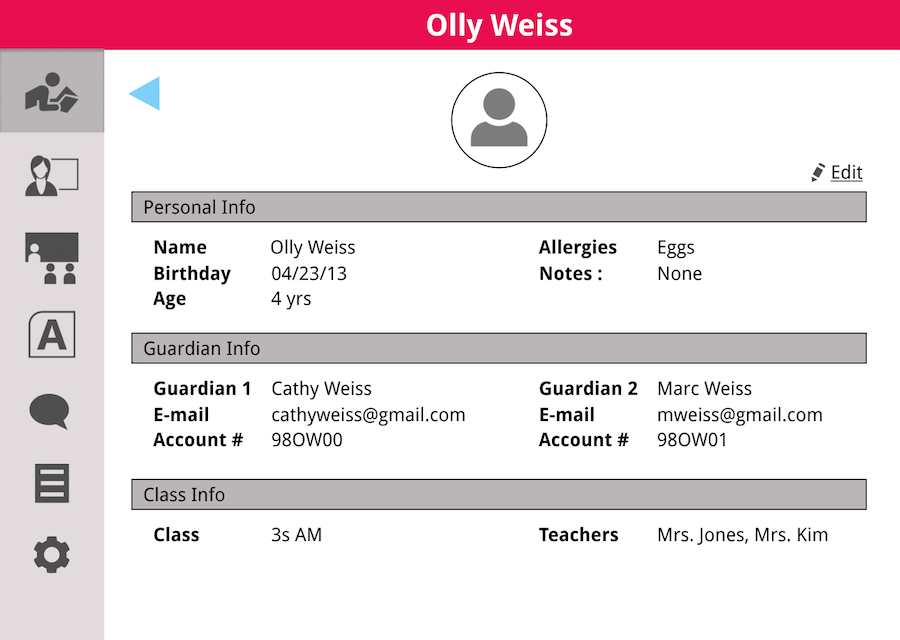 Olly Weiss
A
Edit
Personal Info
Name Olly Weiss Allergies Eggs
Birthday 04/23/13 Notes : None
Age 4 yrs
Guardian Info
Guardian 1 Cathy Weiss Guardian 2 Marc Weiss
E-mail cathyweiss@gmail.com E-mail mweiss@gmail.com
Account # 98OW00 Account # 98OW01
Class Info
Class 3s AM Teachers Mrs. Jones, Mrs. Kim